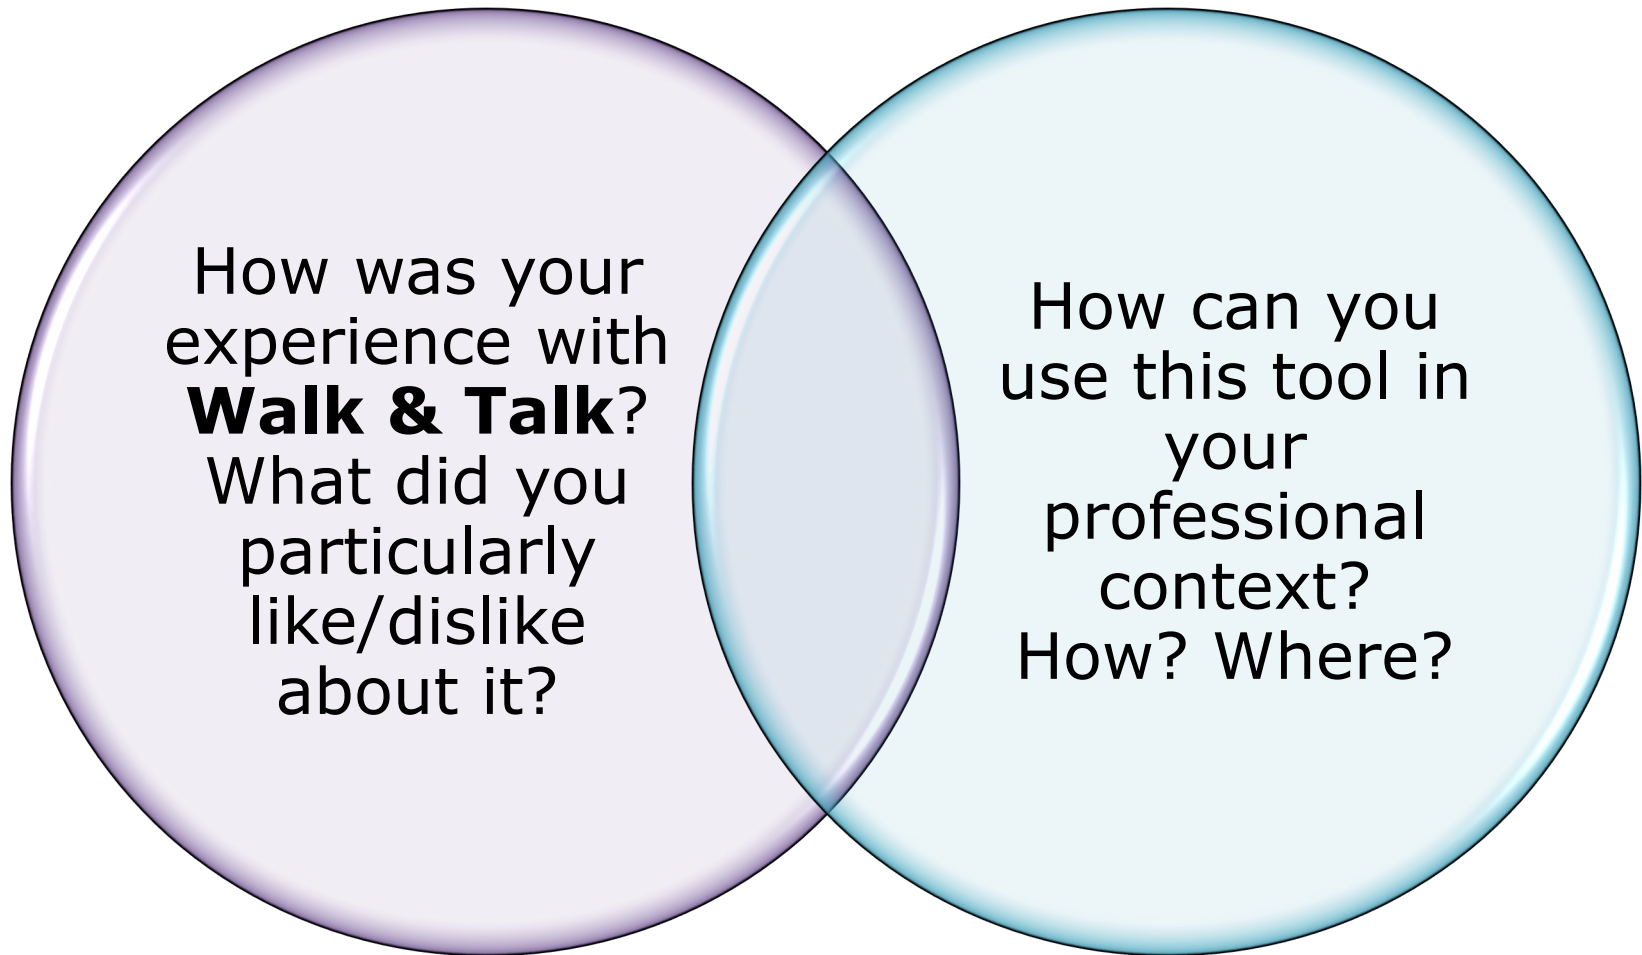 How was your
experience with
Walk & Talk?
What did you
particularly
like/dislike
about it?
How can you
use this tool in
your
professional
context?
How? Where?